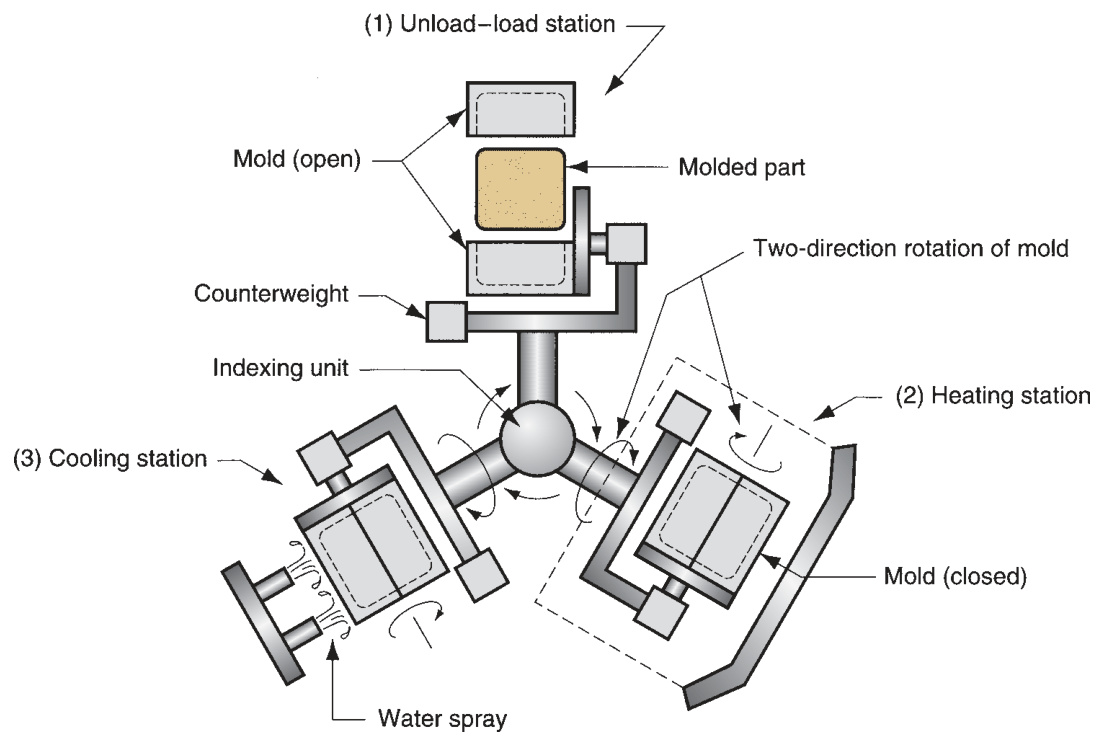 (1) Unload–load station
Mold (open)
Molded part
Two-direction rotation of mold
Counterweight
Indexing unit
(2) Heating station
(3) Cooling station
Mold (closed)
Water spray